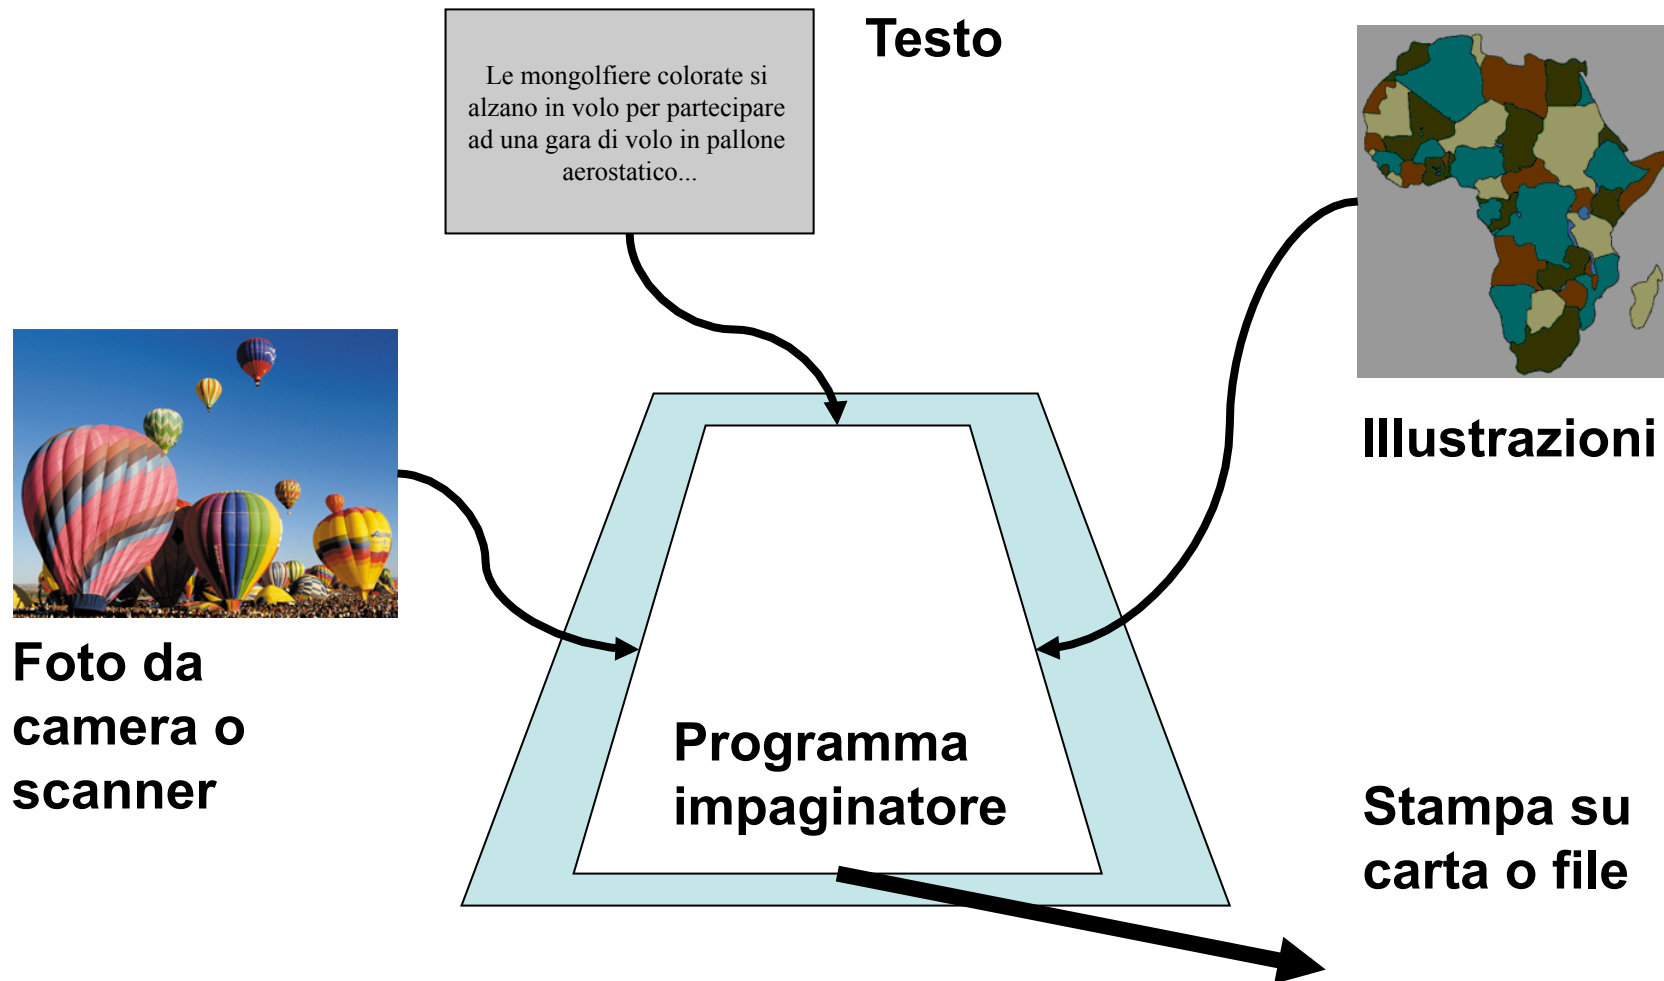 Testo
Le mongolfiere colorate si
alzano in volo per partecipare
ad una gara di volo in pallone
aerostatico...
Illustrazioni
Foto da
camera o
scanner
Programma
impaginatore
Stampa su
carta o file